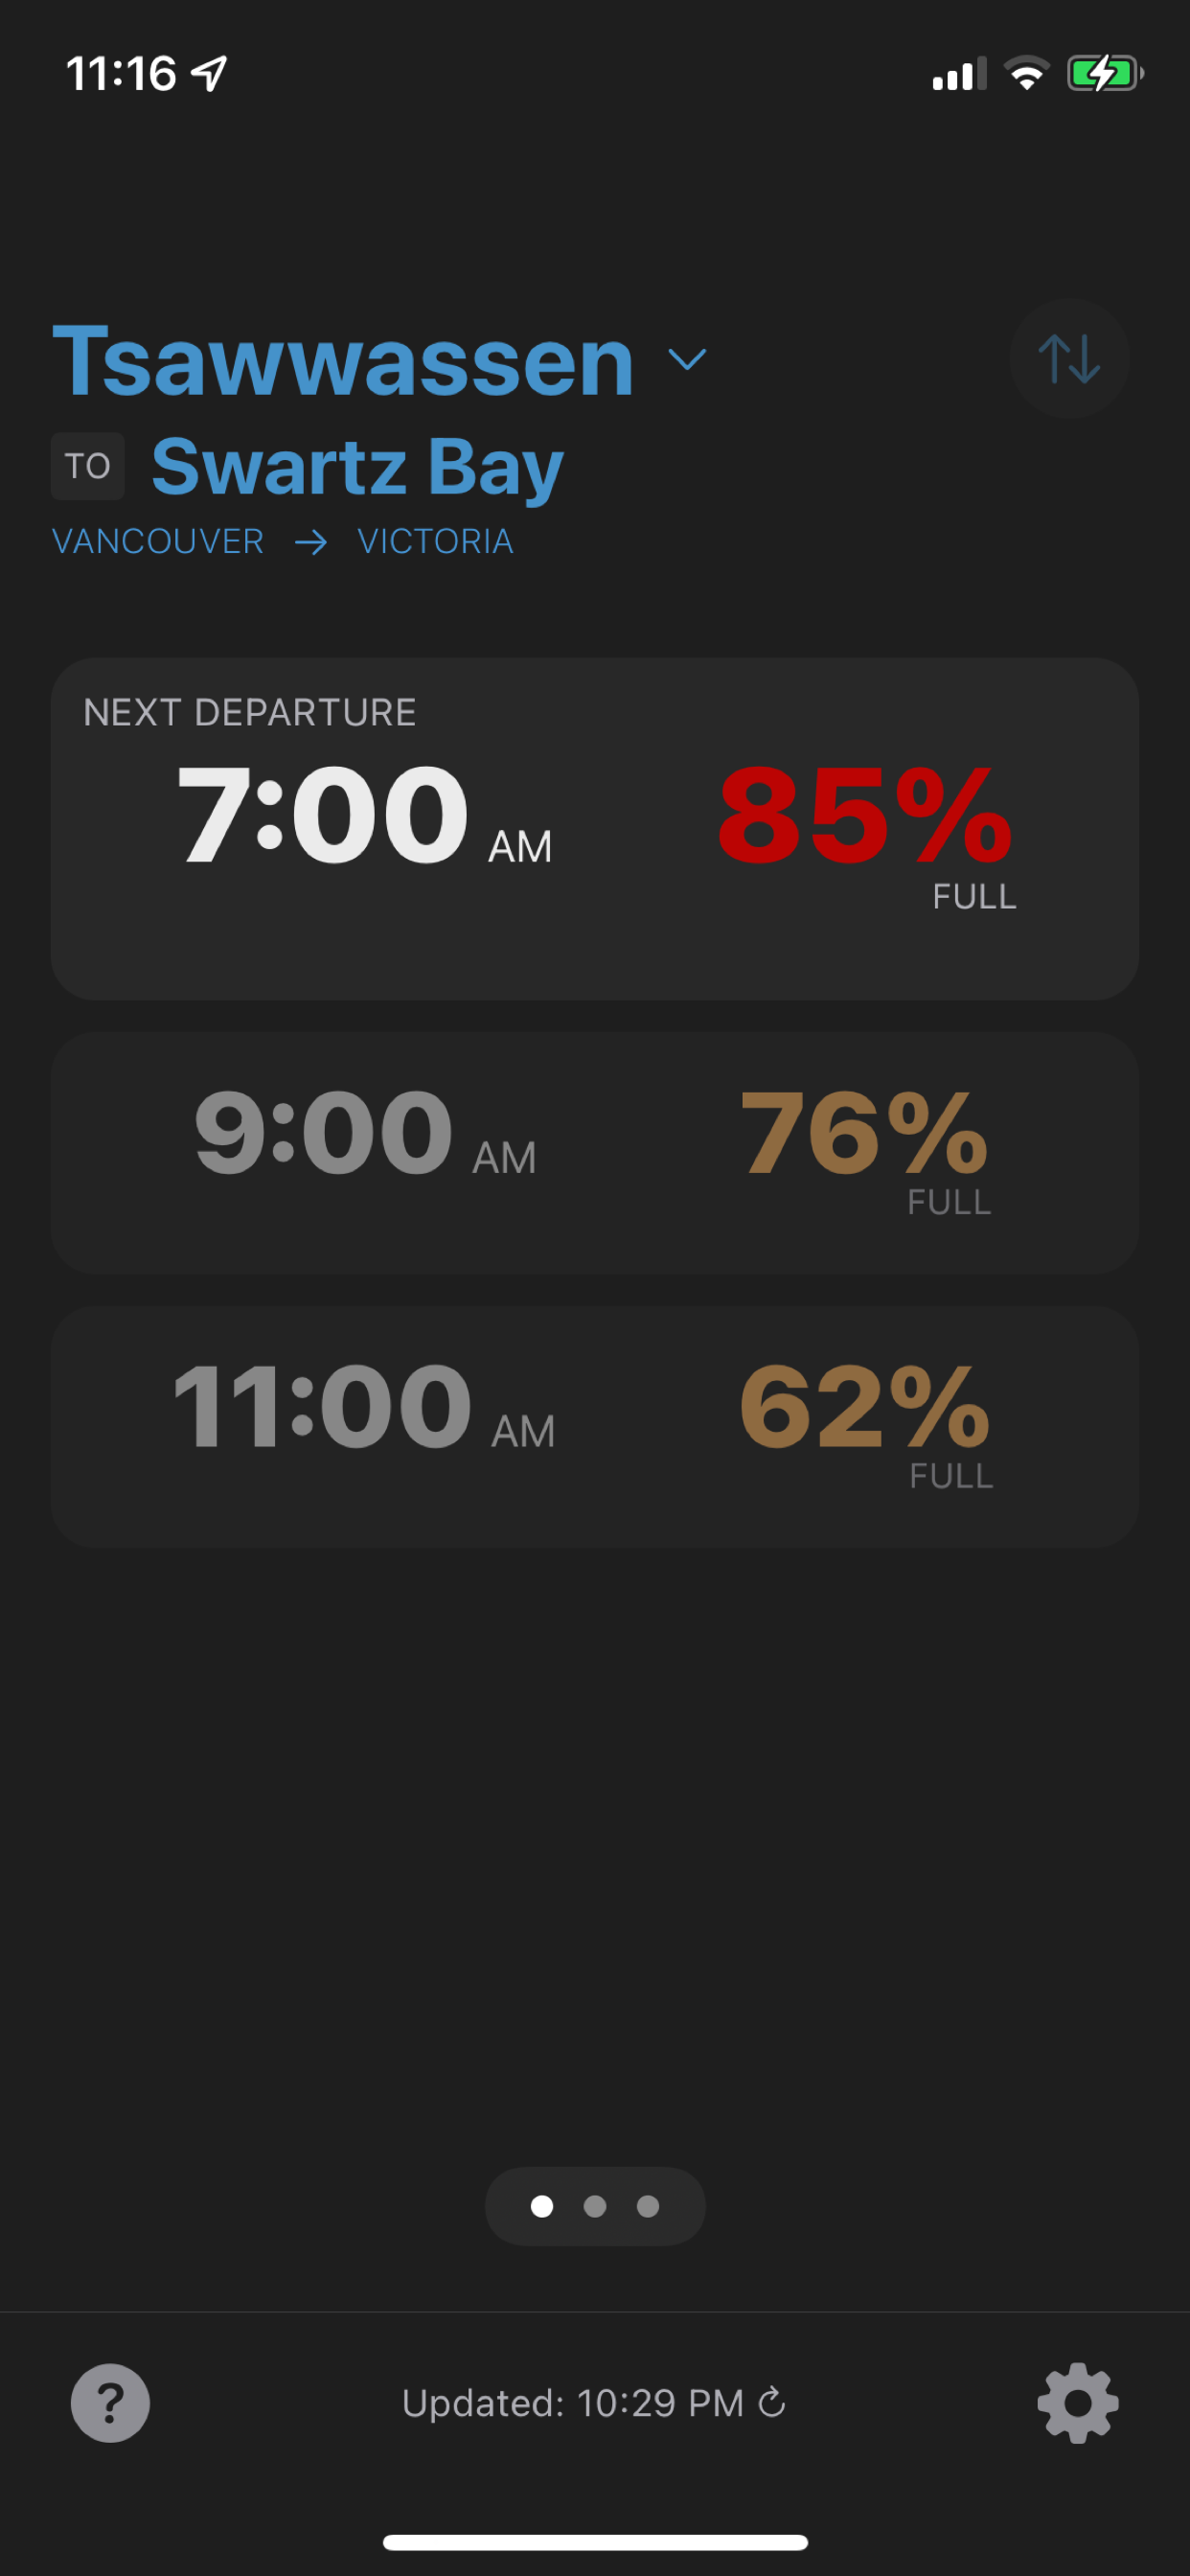 11:16
Tsawwassen
TO Swartz Bay
VANCOUVER → VICTORIA
NEXT DEPARTURE
7:00 AM 85%
FULL
9:00 AM 76%
FULL
11:00 AM 62%
FULL
?
Updated: 10:29 PM